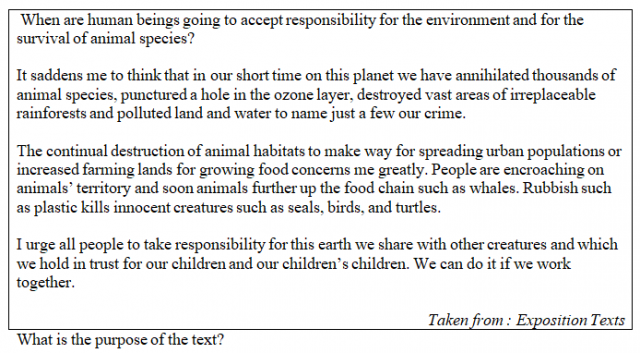 When are human beings going to accept responsibility for the environment and for the
survival of animal species?
It saddens me to think that in our short time on this planet we have annihilated thousands of
animal species, punctured a hole in the ozone layer, destroyed vast areas of irreplaceable
rainforests and polluted land and water to name just a few our crime.
The continual destruction of animal habitats to make way for spreading urban populations or
increased farming lands for growing food concerns me greatly. People are encroaching on
animals’ territory and soon animals further up the food chain such as whales. Rubbish such
as plastic kills innocent creatures such as seals, birds, and turtles.
I urge all people to take responsibility for this earth we share with other creatures and which
we hold in trust for our children and our children’s children. We can do it if we work
together.
Taken from : Exposition Texts
What is the purpose of the text?